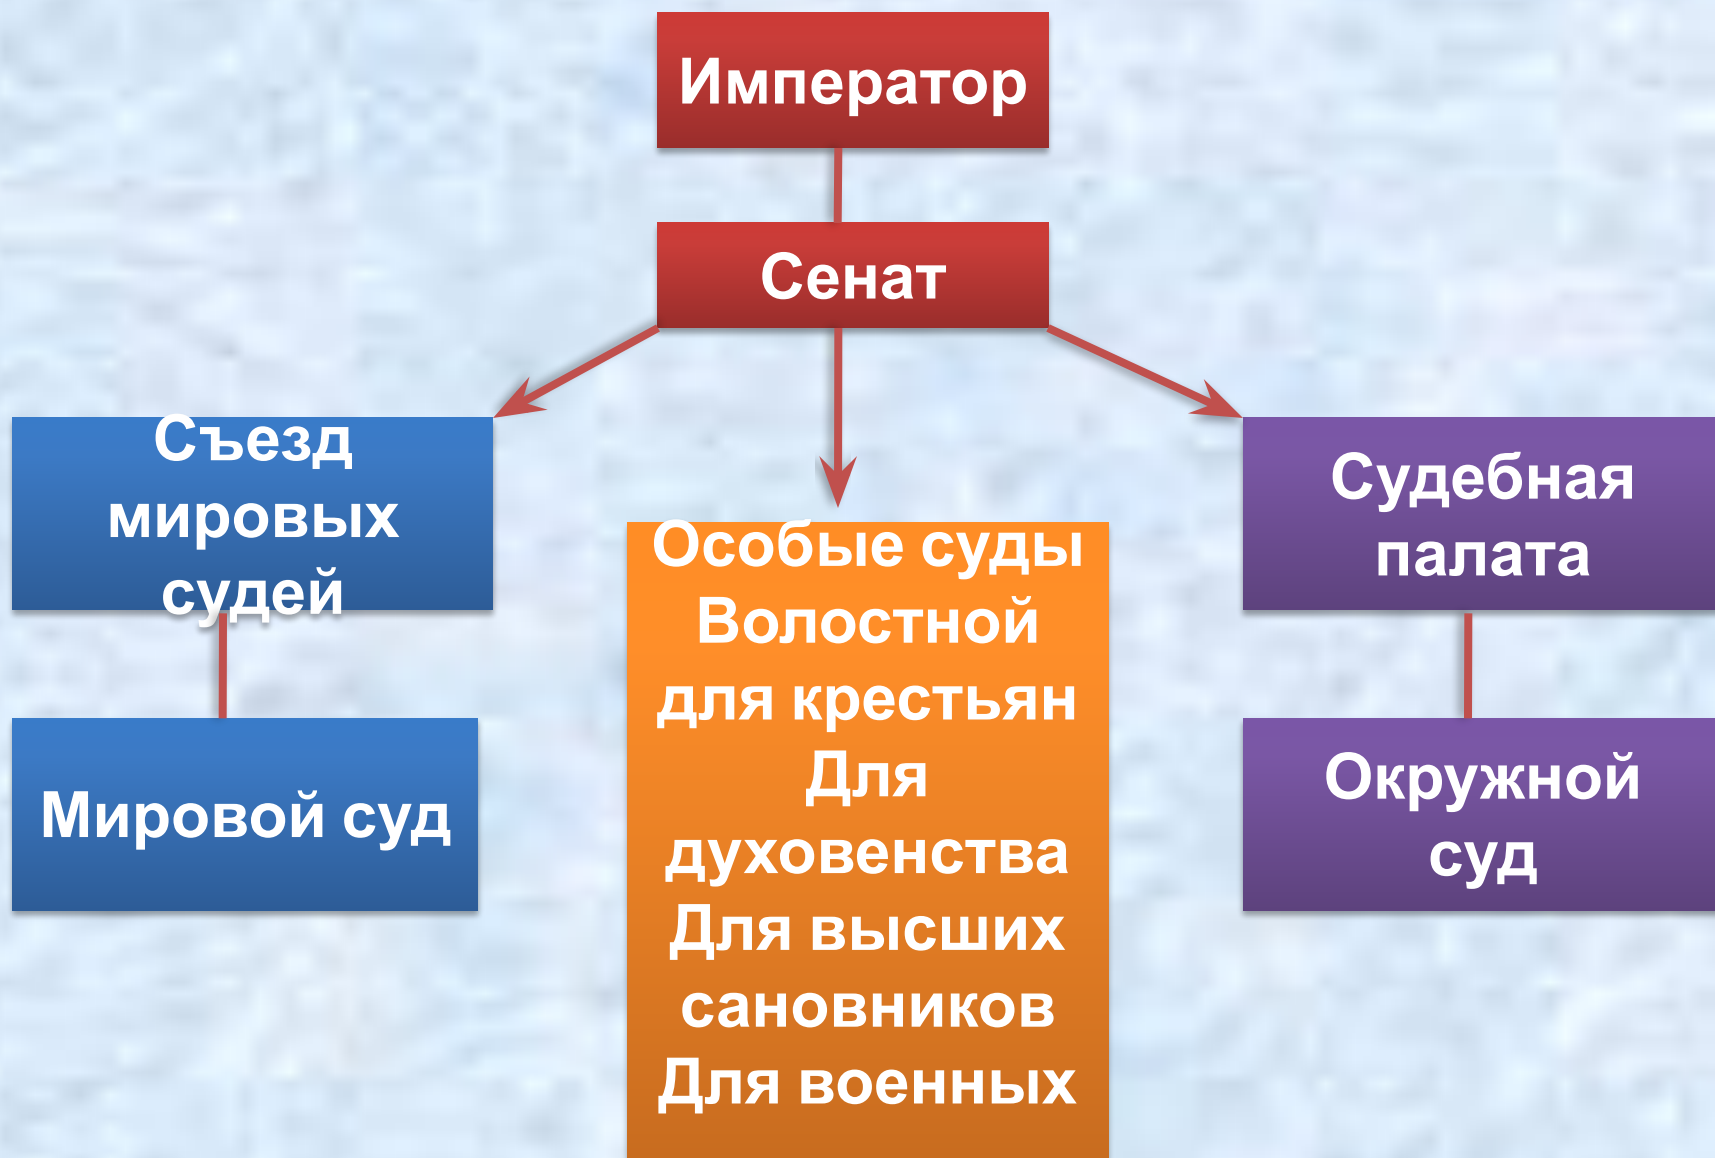 Император
Сенат
Съезд
мировых
судей
Мировой суд
Особые суды
Волостной
для крестьян
Для
духовенства
Для высших
сановников
Для военных
Судебная
палата
Окружной
суд